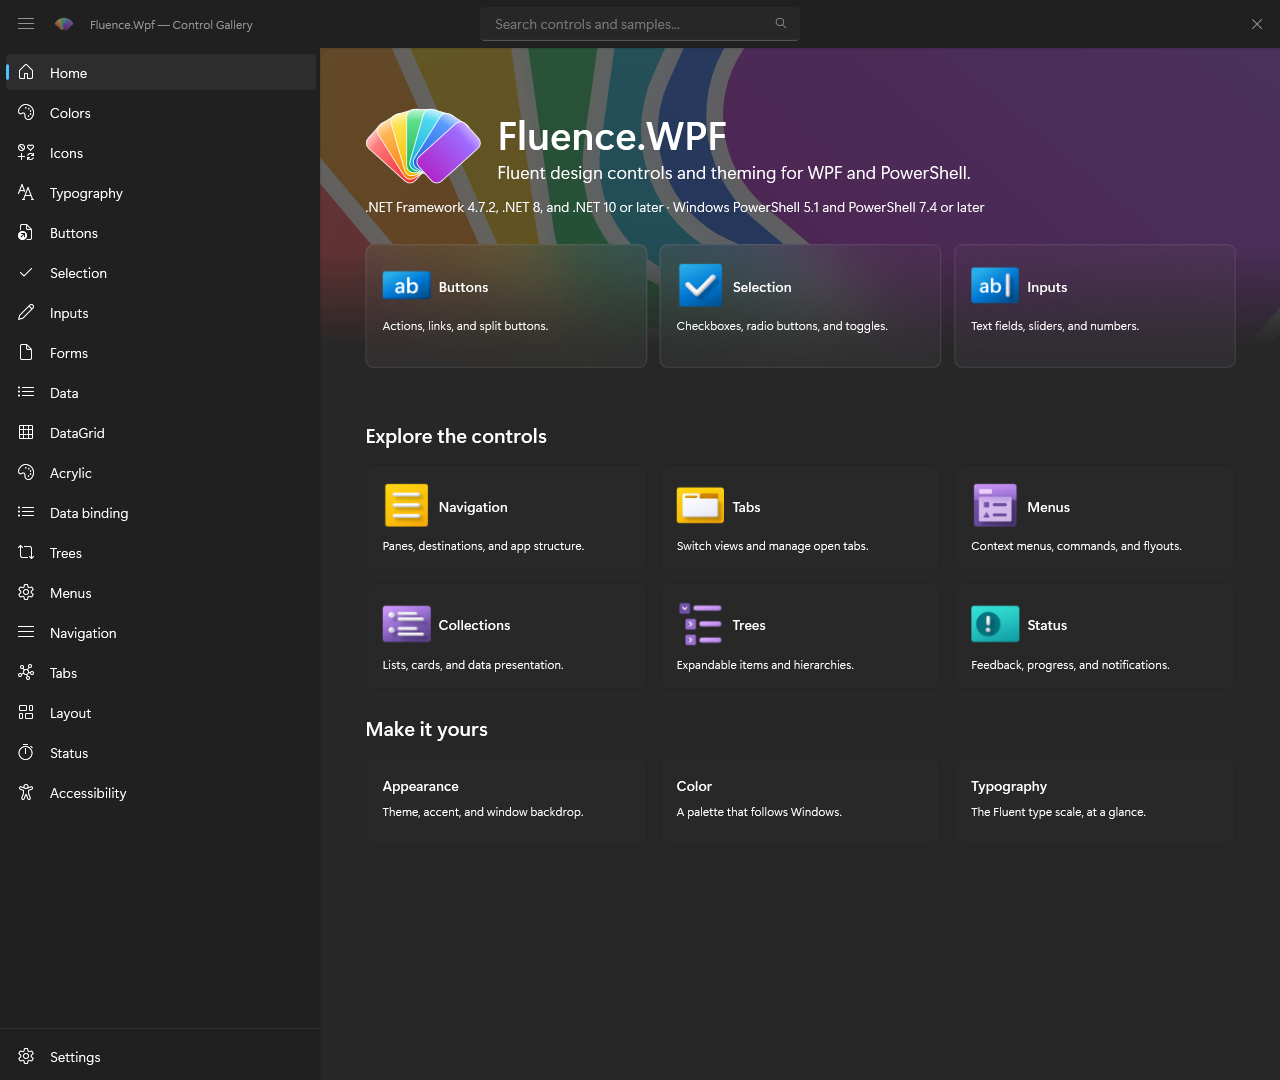 Fluence.Wpf — Control Gallery
Search controls and samples...
Home
Colors
Icons
Typography
Buttons
Selection
Inputs
Forms
Data
DataGrid
Acrylic
Data binding
Trees
Menus
Navigation
Tabs
Layout
Status
Accessibility
Settings
Fluence.WPF
Fluent design controls and theming for WPF and PowerShell.
.NET Framework 4.7.2, .NET 8, and .NET 10 or later · Windows PowerShell 5.1 and PowerShell 7.4 or later
ab
Buttons
Actions, links, and split buttons.
Selection
Checkboxes, radio buttons, and toggles.
ab
Inputs
Text fields, sliders, and numbers.
Explore the controls
Navigation
Panes, destinations, and app structure.
Tabs
Switch views and manage open tabs.
Menus
Context menus, commands, and flyouts.
Collections
Lists, cards, and data presentation.
Trees
Expandable items and hierarchies.
Status
Feedback, progress, and notifications.
Make it yours
Appearance
Theme, accent, and window backdrop.
Color
A palette that follows Windows.
Typography
The Fluent type scale, at a glance.